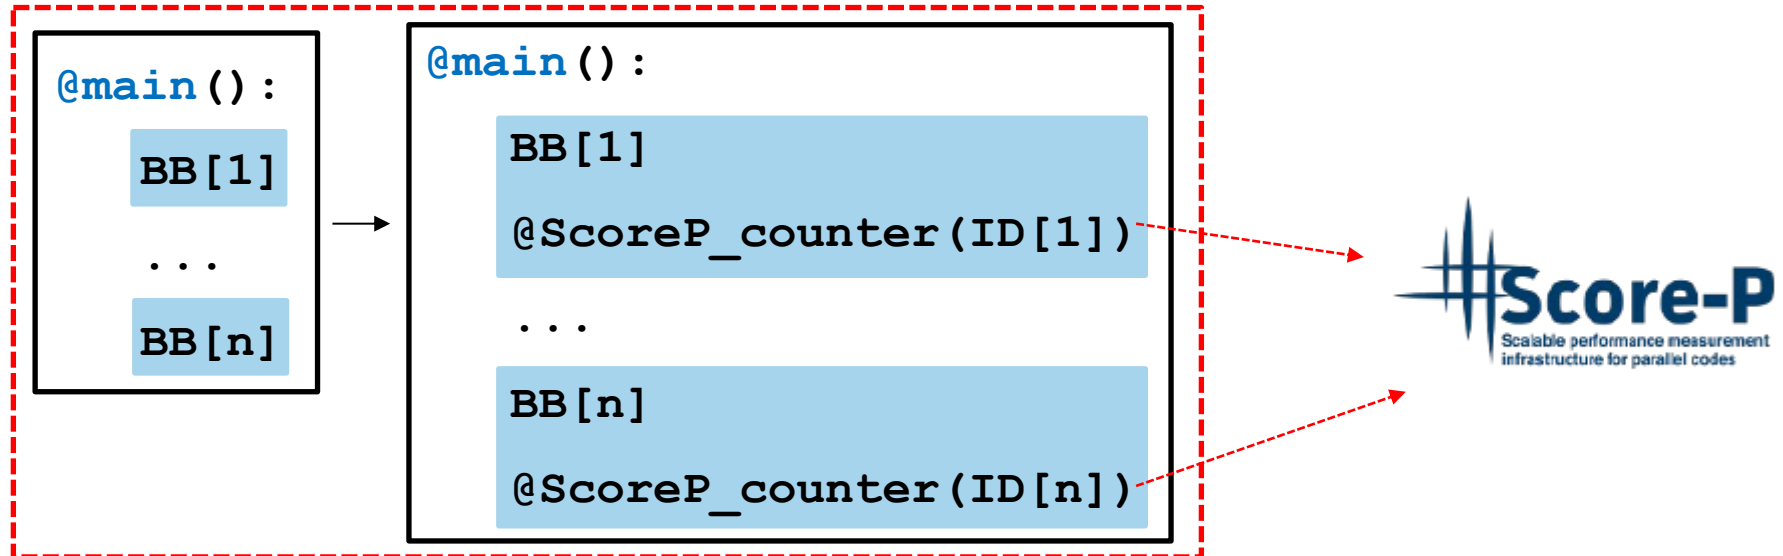 @main():
BB[1]
...
BB[n]
@main():
BB[1]
@ScoreP_counter(ID[1])
...
BB[n]
@ScoreP_counter(ID[n])
Score-P
Scalable performance measurement
infrastructure for parallel codes